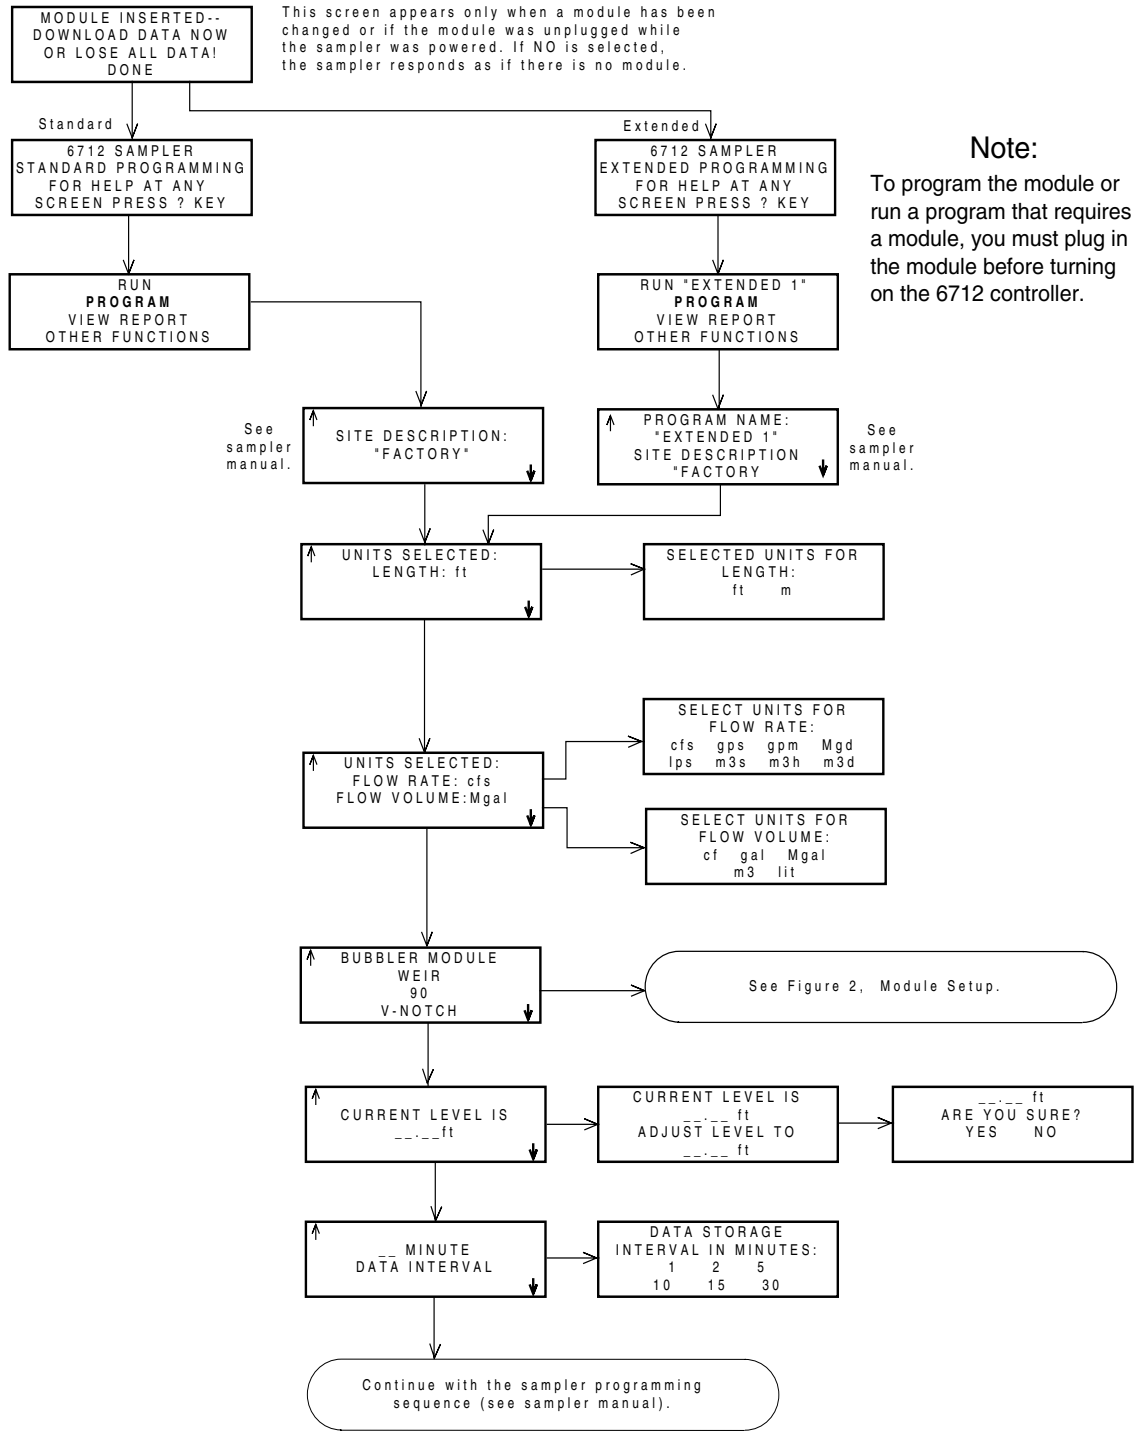 MODULE INSERTED--
DOWNLOAD DATA NOW
OR LOSE ALL DATA!
DONE
This screen appears only when a module has been
changed or if the module was unplugged while
the sampler was powered. If NO is selected,
the sampler responds as if there is no module.
Standard
Extended
6712 SAMPLER
STANDARD PROGRAMMING
FOR HELP AT ANY
SCREEN PRESS ? KEY
6712 SAMPLER
EXTENDED PROGRAMMING
FOR HELP AT ANY
SCREEN PRESS ? KEY
Note:
To program the module or
run a program that requires
a module, you must plug in
the module before turning
on the 6712 controller.
RUN
PROGRAM
VIEW REPORT
OTHER FUNCTIONS
RUN "EXTENDED 1"
PROGRAM
VIEW REPORT
OTHER FUNCTIONS
See
sampler
manual.
SITE DESCRIPTION:
"FACTORY"
PROGRAM NAME:
"EXTENDED 1"
SITE DESCRIPTION
"FACTORY
See
sampler
manual.
UNITS SELECTED:
LENGTH: ft
SELECTED UNITS FOR
LENGTH:
ft m
UNITS SELECTED:
FLOW RATE: cfs
FLOW VOLUME:Mgal
SELECT UNITS FOR
FLOW RATE:
cfs gps gpm Mgd
lps m3s m3h m3d
SELECT UNITS FOR
FLOW VOLUME:
cf gal Mgal
m3 lit
BUBBLER MODULE
WEIR
90
V-NOTCH
See Figure 2, Module Setup.
CURRENT LEVEL IS
__.__ft
CURRENT LEVEL IS
__.__ ft
ADJUST LEVEL TO
__.__ ft
__.__ ft
ARE YOU SURE?
YES NO
__ MINUTE
DATA INTERVAL
DATA STORAGE
INTERVAL IN MINUTES:
1 2 5
10 15 30
Continue with the sampler programming
sequence (see sampler manual).